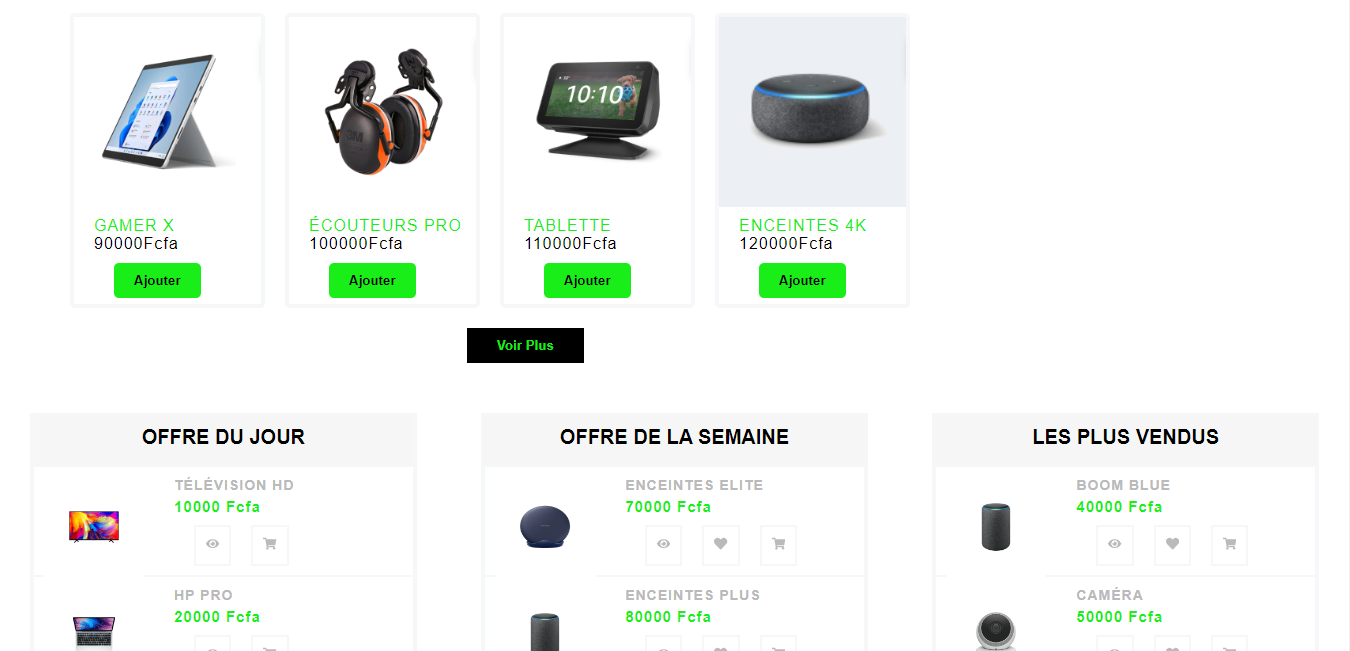 GAMER X
90000Fcfa
Ajouter
ÉCOUTEURS PRO
100000Fcfa
Ajouter
10:10
TABLETTE
110000Fcfa
Ajouter
ENCEINTES 4K
120000Fcfa
Ajouter
Voir Plus
OFFRE DU JOUR
TÉLÉVISION HD
10000 Fcfa
HP PRO
20000 Fcfa
OFFRE DE LA SEMAINE
ENCEINTES ELITE
70000 Fcfa
ENCEINTES PLUS
80000 Fcfa
LES PLUS VENDUS
BOOM BLUE
40000 Fcfa
CAMÉRA
50000 Fcfa